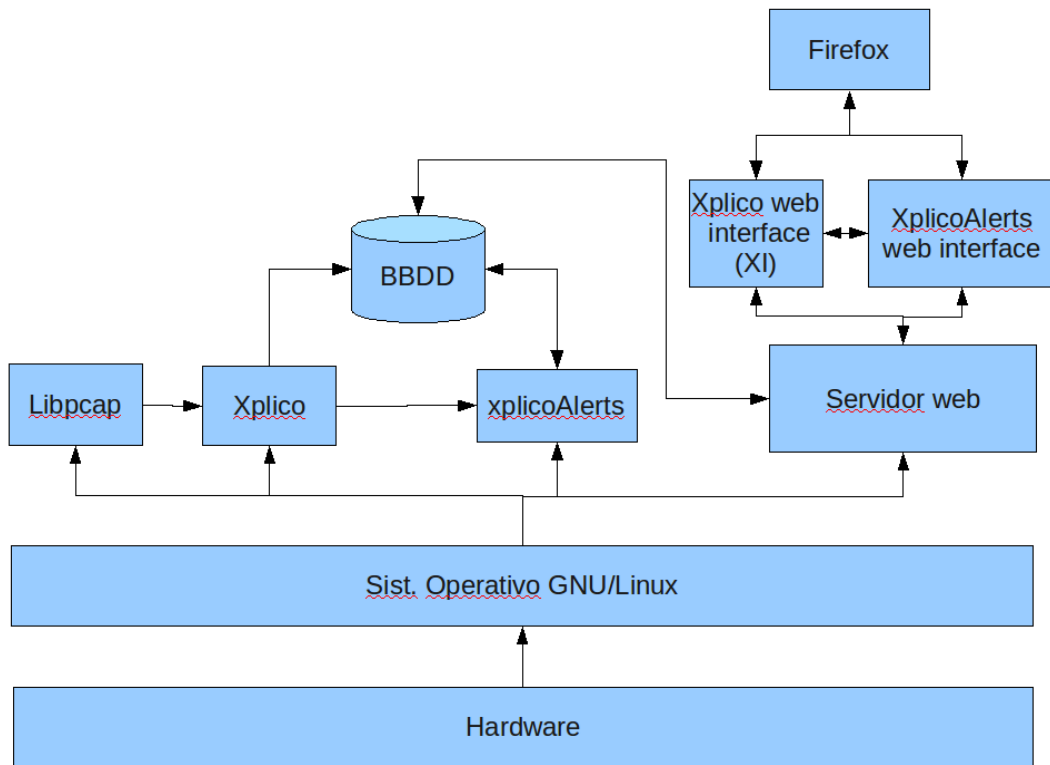 Firefox
Xplico web
interface
(XI)
XplicoAlerts
web interface
BBDD
Libpcap
Xplico
xplicoAlerts
Servidor web
Sist. Operativo GNU/Linux
Hardware